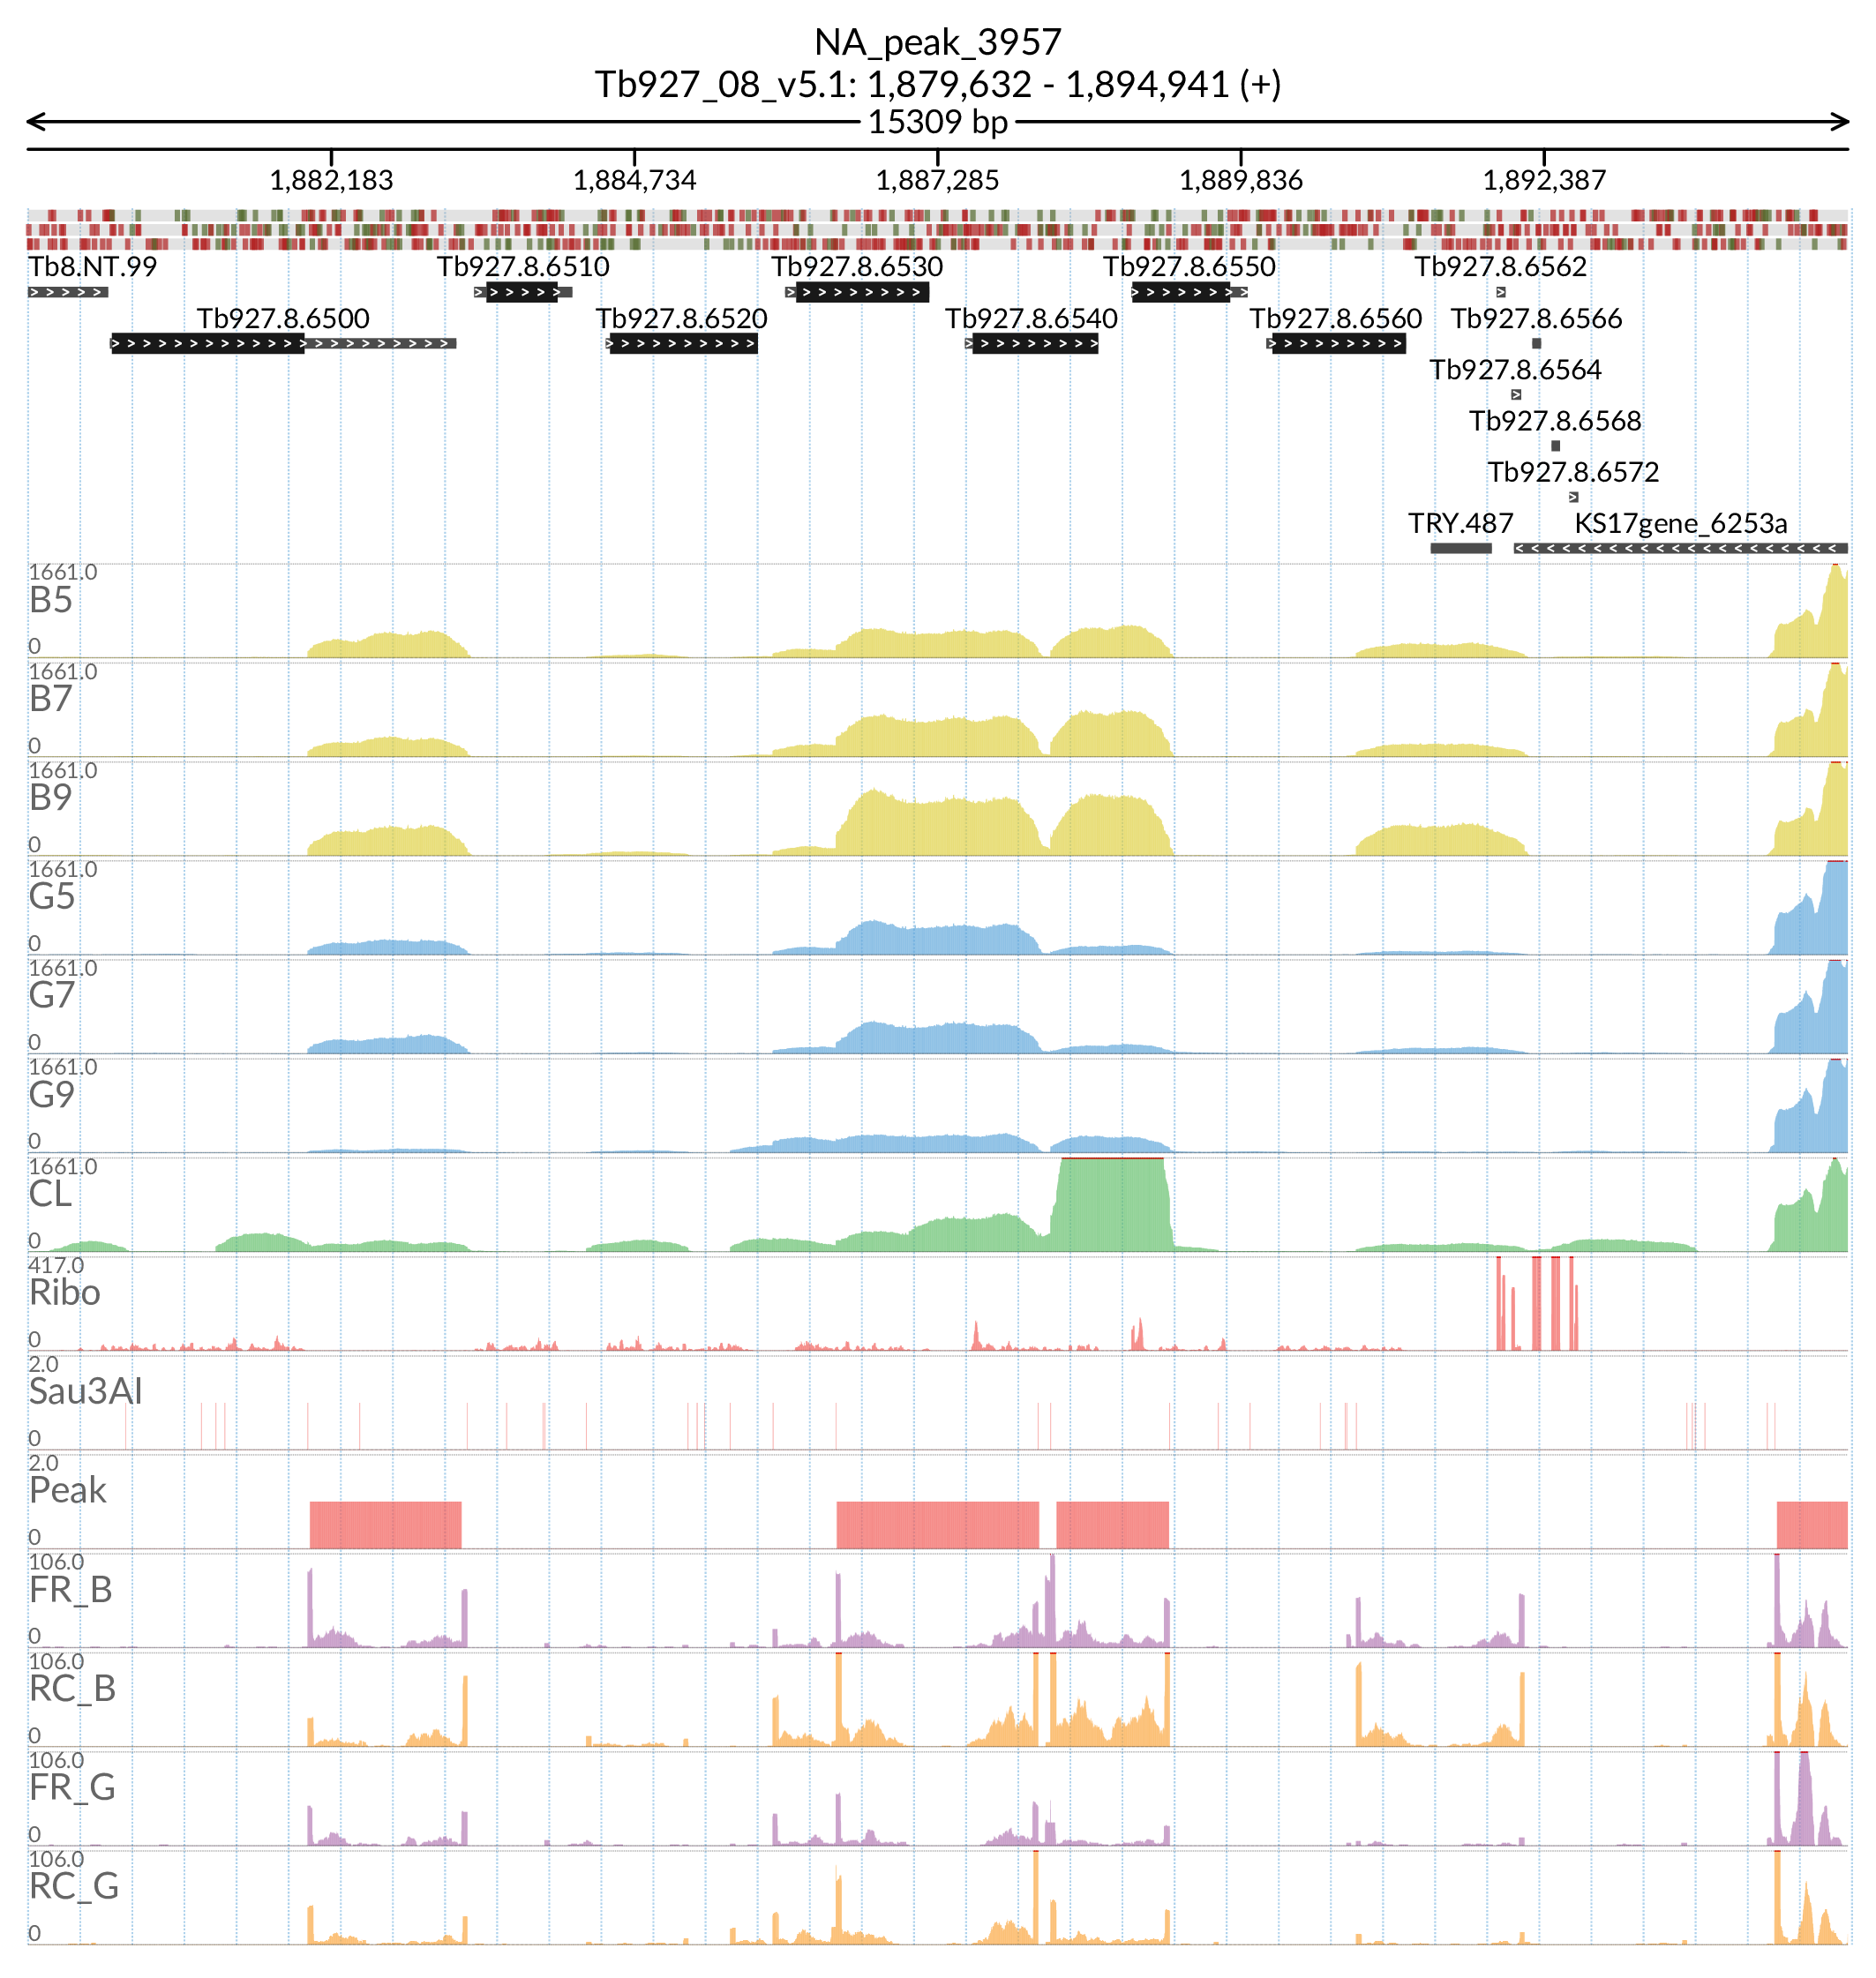 NA_peak_3957
Tb927_08_v5.1: 1,879,632 - 1,894,941 (+)
15309 bp
1,882,183 1,884,734 1,887,285 1,889,836 1,892,387
Tb8.NT.99 Tb927.8.6510 Tb927.8.6530 Tb927.8.6550 Tb927.8.6562
Tb927.8.6500 Tb927.8.6520 Tb927.8.6540 Tb927.8.6560 Tb927.8.6566
Tb927.8.6564
Tb927.8.6568
Tb927.8.6572
TRY.487 KS17gene_6253a
1661.0
B5
0
1661.0
B7
0
1661.0
B9
0
1661.0
G5
0
1661.0
G7
0
1661.0
G9
0
1661.0
CL
0
417.0
Ribo
0
2.0
Sau3AI
0
2.0
Peak
0
106.0
FR_B
0
106.0
RC_B
0
106.0
FR_G
0
106.0
RC_G
0